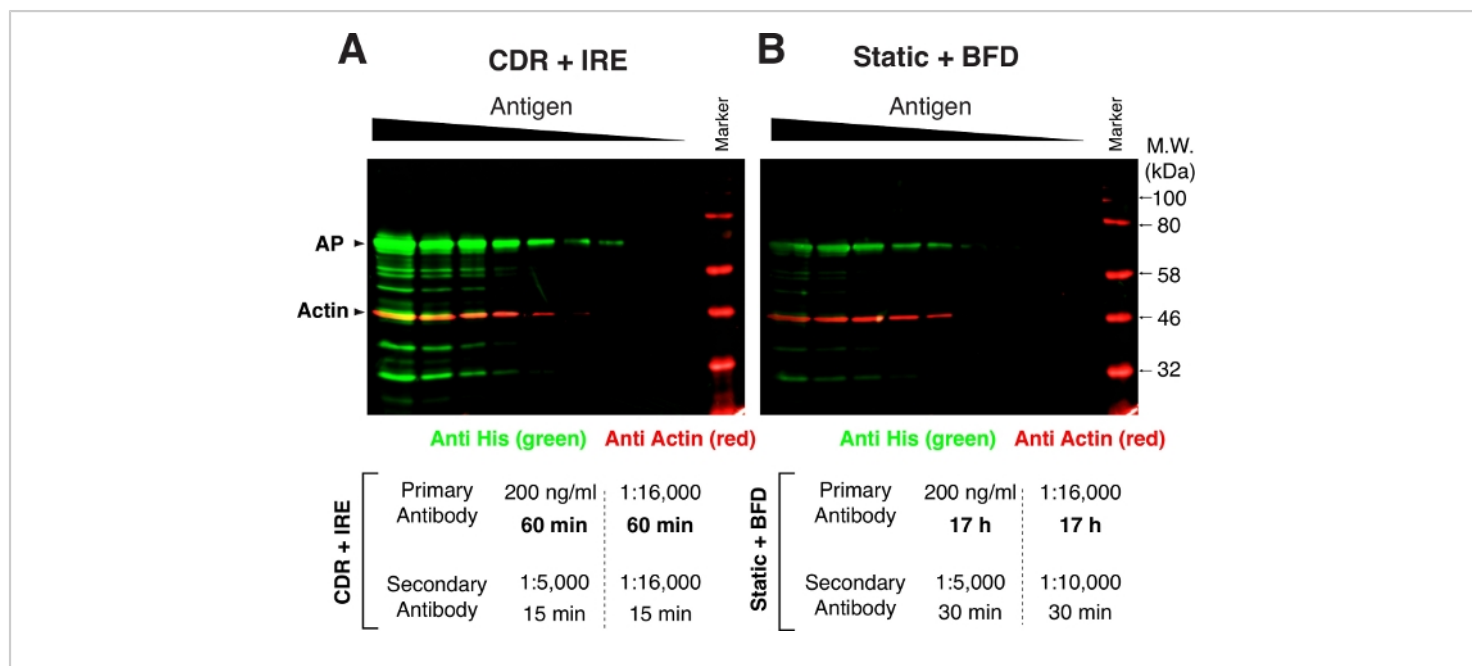 A
CDR + IRE
Antigen
Marker
AP
Actin
Anti His (green)
Anti Actin (red)
CDR + IRE
Primary
Antibody
200 ng/ml
1:16,000
60 min
60 min
Secondary
Antibody
1:5,000
1:16,000
15 min
15 min
B
Static + BFD
Antigen
Marker
M.W.
(kDa)
100
80
58
46
32
Anti His (green)
Anti Actin (red)
Static + BFD
Primary
Antibody
200 ng/ml
1:16,000
17 h
17 h
Secondary
Antibody
1:5,000
1:10,000
30 min
30 min